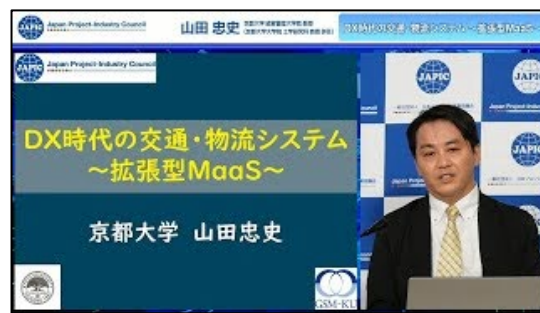 JAPIC Japan Project-Industry Council
山田 忠史
DX時代の交通・物流システム ～拡張型MaaS～
JAPIC Japan Project-Industry Council
DX時代の交通・物流システム
～拡張型MaaS～
京都大学 山田忠史
GSM-KU
JAPIC
JAPIC
JAPIC